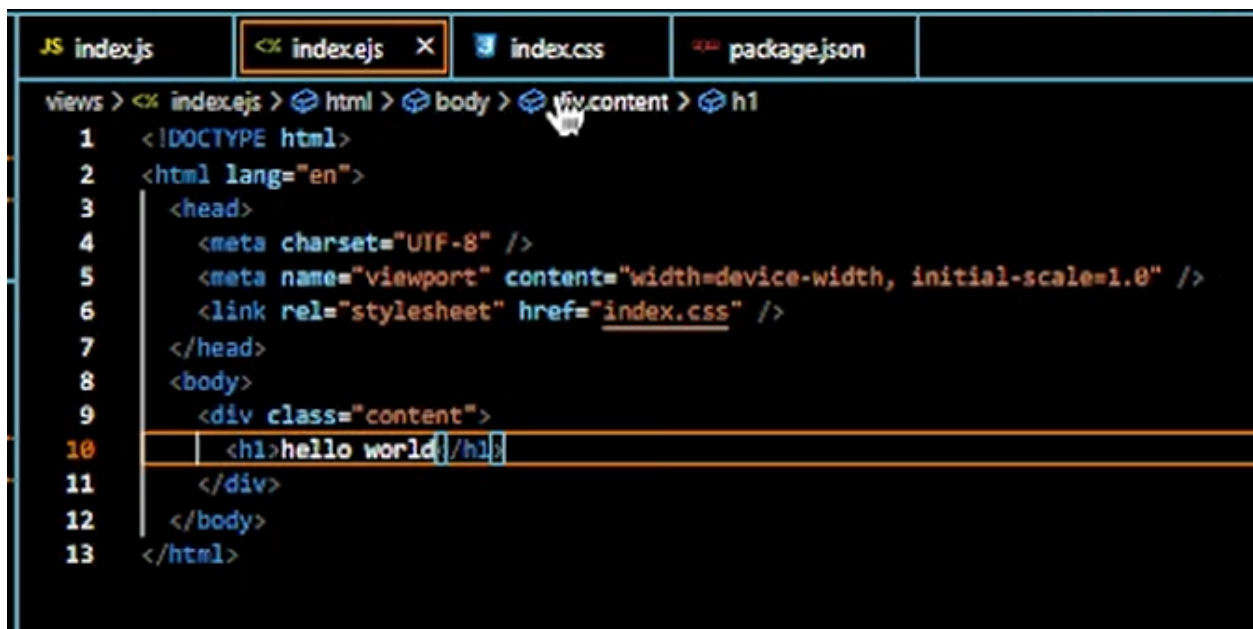 JS index.js <% index.ejs × index.css package.json
views > <% index.ejs > html > body > div.content > h1
1 <!DOCTYPE html>
2 <html lang="en">
3 <head>
4 <meta charset="UTF-8" />
5 <meta name="viewport" content="width=device-width, initial-scale=1.0" />
6 <link rel="stylesheet" href="index.css" />
7 </head>
8 <body>
9 <div class="content">
10 <h1>hello world</h1>
11 </div>
12 </body>
13 </html>